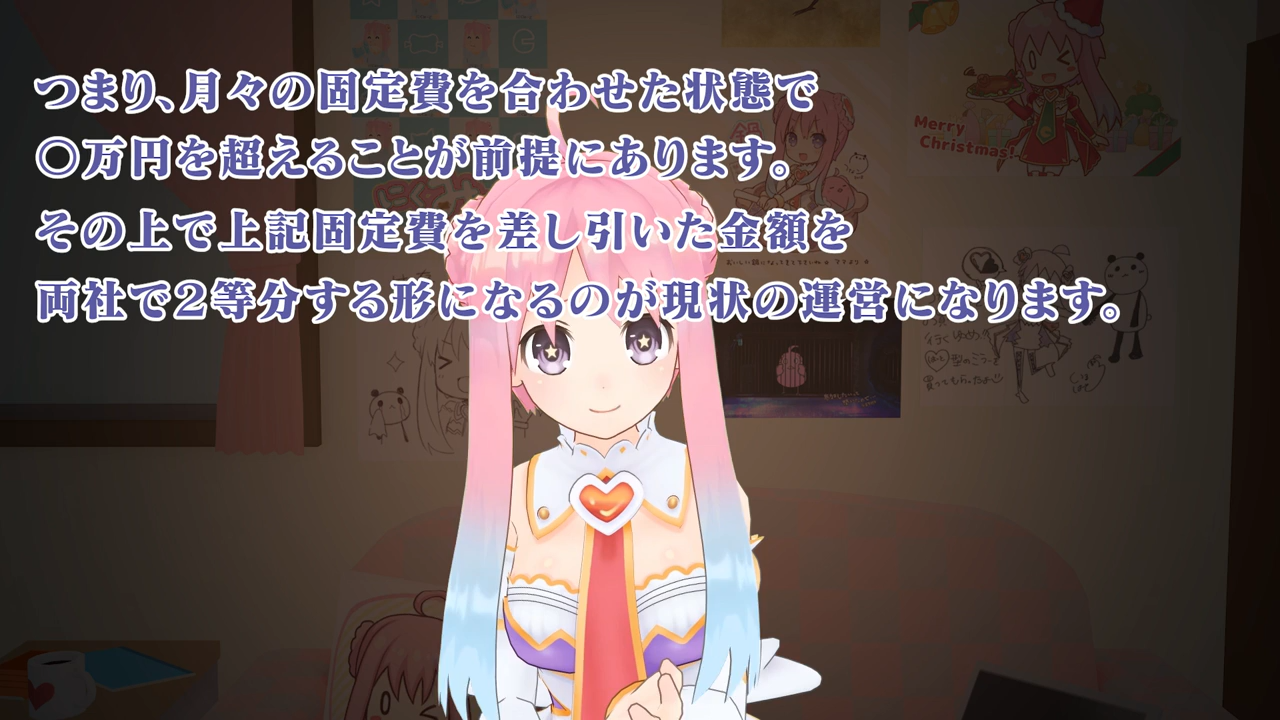 つまり、月々の固定費を合わせた状態で
〇万円を超えることが前提にあります。
その上で上記固定費を差し引いた金額を
両社で2等分する形になるのが現状の運営になります。
Merry
Christmas!